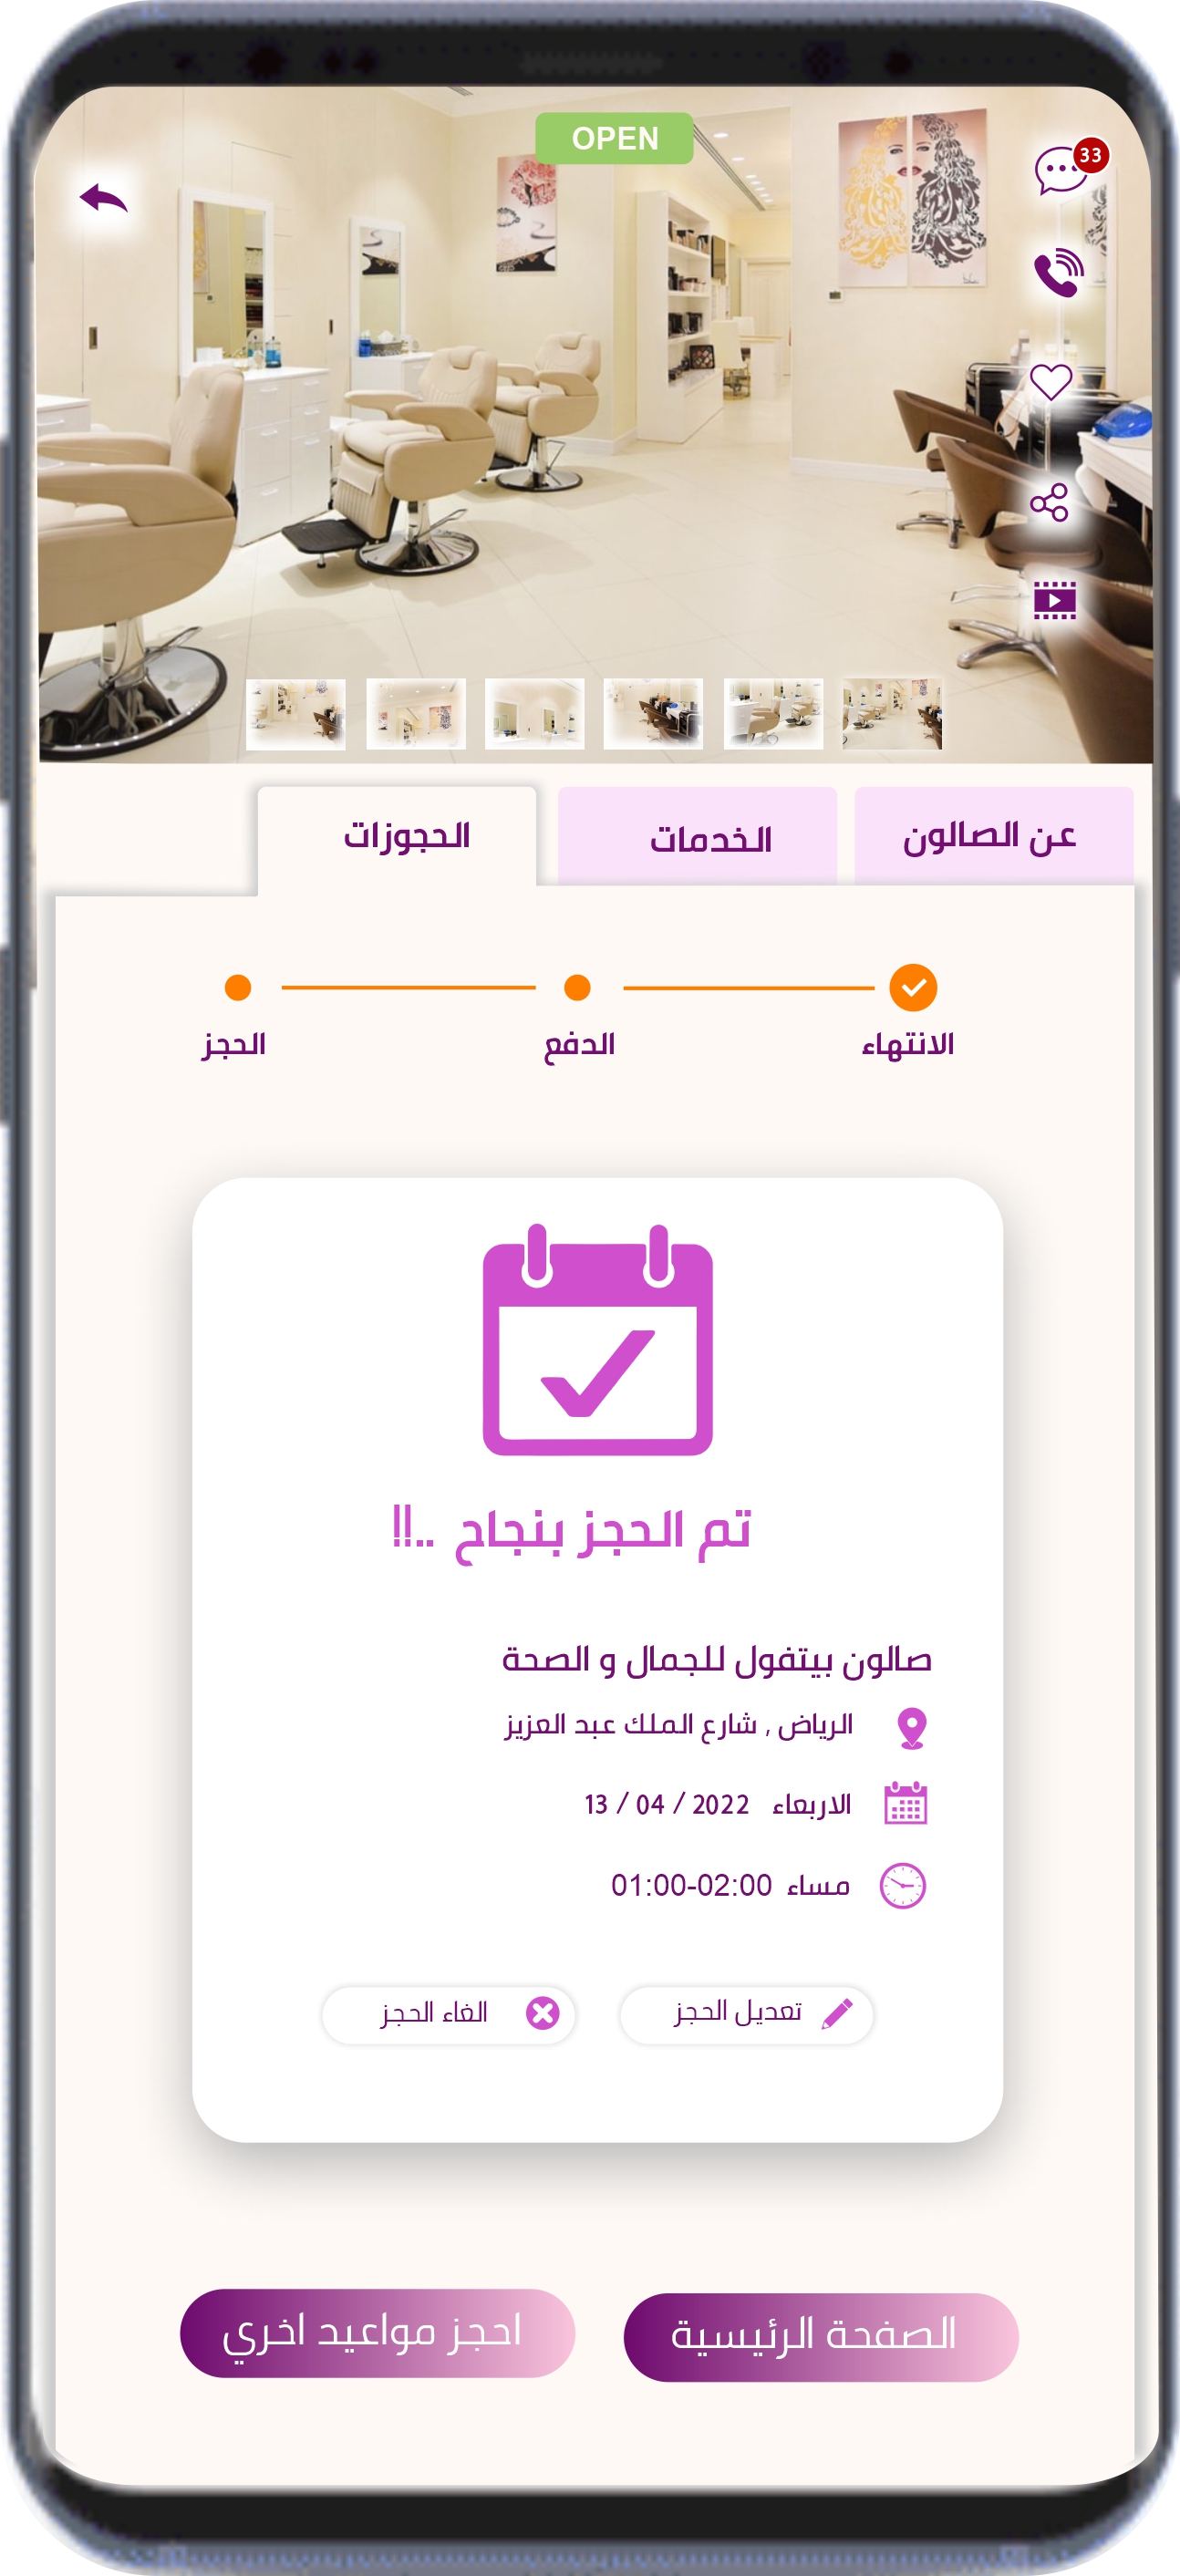 OPEN
33
عن الصالون
الخدمات
الحجوزات
الانتهاء
الدفع
الحجز
تم الحجز بنجاح ..!!
صالون بيتفول للجمال و الصحة
الرياض , شارع الملك عبد العزيز
الاربعاء 13 / 04 / 2022
مساء 01:00-02:00
تعديل الحجز
الغاء الحجز
الصفحة الرئيسية
احجز مواعيد اخري